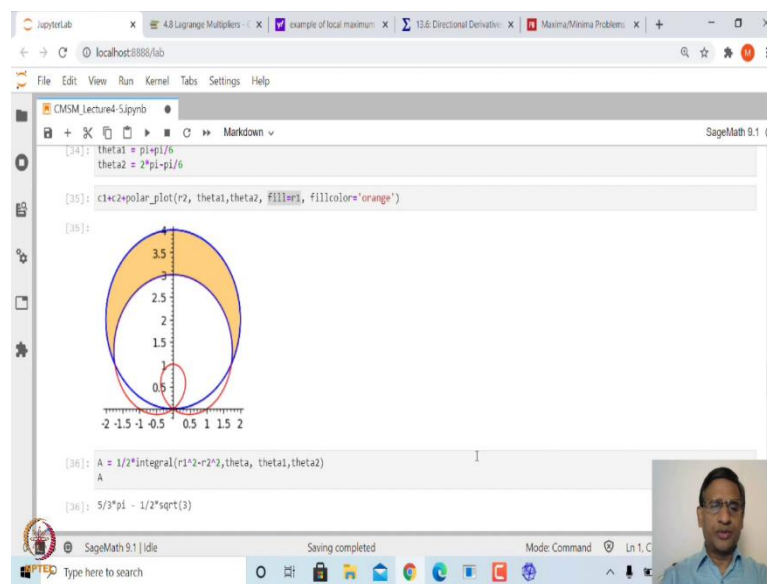 JupyterLab
4.8 Lagrange Multipliers -
example of local maximum
13.6: Directional Derivative
Maxima/Minima Problems
localhost:8888/lab
M
File Edit View Run Kernel Tabs Settings Help
CMSM_Lecture4-5.ipynb
Markdown
SageMath 9.1
[34]: theta1 = pi+pi/6
theta2 = 2*pi-pi/6
[35]: c1+c2+polar_plot(r2, theta1,theta2, fill=r1, fillcolor='orange')
[35]:
4
3.5
3
2.5
2
1.5
1
0.5
-2 -1.5 -1 -0.5 0.5 1 1.5 2
[36]: A = 1/2*integral(r1^2-r2^2,theta, theta1,theta2)
A
[36]: 5/3*pi - 1/2*sqrt(3)
SageMath 9.1 | Idle
Saving completed
Mode: Command
Ln 1, C
NPTEL
Type here to search